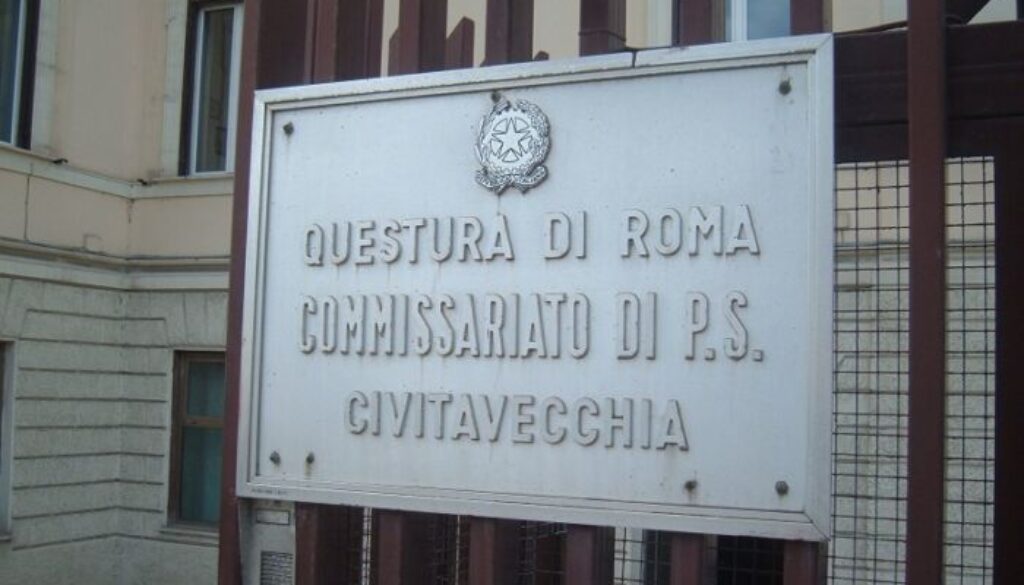 QUESTURA DI ROMA
COMMISSARIATO DI P.S.
CIVITAVECCHIA